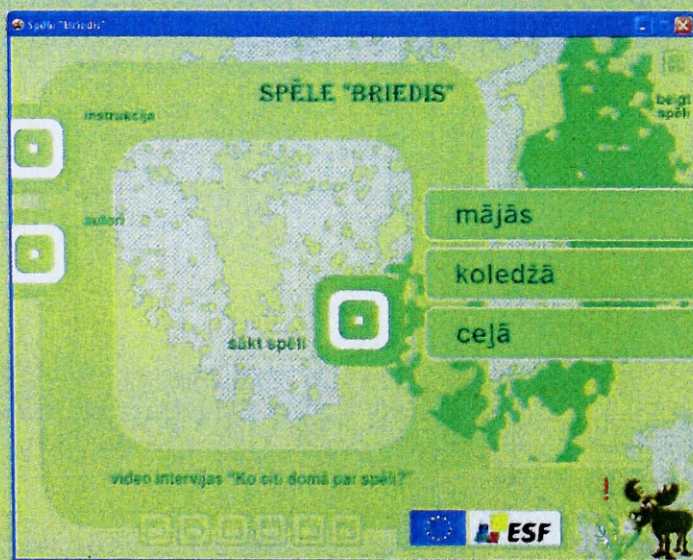 Spēle "Briedis"
SPĒLE "BRIEDIS"
instrukcija
beigt
spēli
autori
mājās
koledžā
ceļā
sākt spēli
video intervijas "Ko citi domā par spēli?"
ESF
!